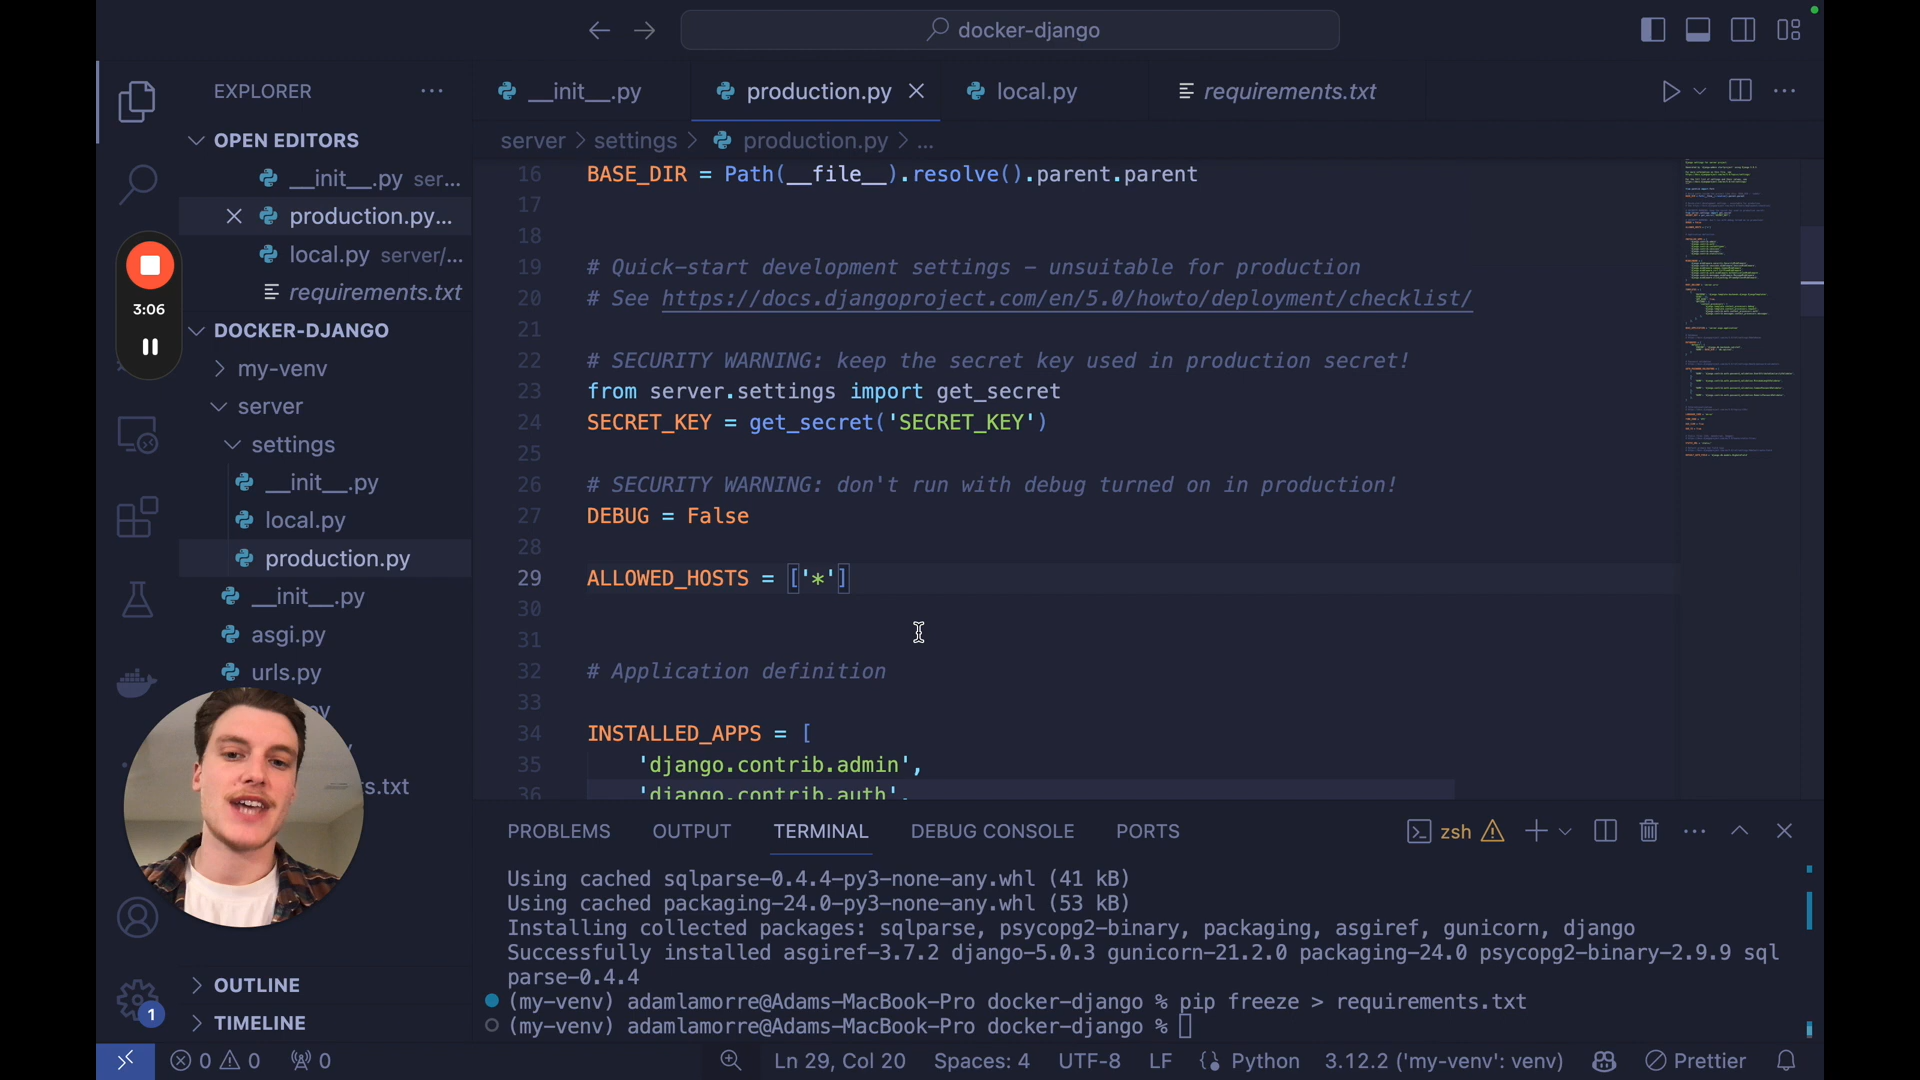 docker-django
EXPLORER
OPEN EDITORS
__init__.py ser...
production.py...
local.py server/...
requirements.txt
3:06
DOCKER-DJANGO
my-venv
server
settings
__init__.py
local.py
production.py
__init__.py
asgi.py
urls.py
py
s.txt
OUTLINE
TIMELINE
1
__init__.py
production.py
local.py
requirements.txt
server > settings > production.py > ...
16 BASE_DIR = Path(__file__).resolve().parent.parent
17
18
19 # Quick-start development settings - unsuitable for production
20 # See https://docs.djangoproject.com/en/5.0/howto/deployment/checklist/
21
22 # SECURITY WARNING: keep the secret key used in production secret!
23 from server.settings import get_secret
24 SECRET_KEY = get_secret('SECRET_KEY')
25
26 # SECURITY WARNING: don't run with debug turned on in production!
27 DEBUG = False
28
29 ALLOWED_HOSTS = ['*']
30
31
32 # Application definition
33
34 INSTALLED_APPS = [
35 'django.contrib.admin',
36 'django.contrib.auth',
PROBLEMS OUTPUT TERMINAL DEBUG CONSOLE PORTS zsh
Using cached sqlparse-0.4.4-py3-none-any.whl (41 kB)
Using cached packaging-24.0-py3-none-any.whl (53 kB)
Installing collected packages: sqlparse, psycopg2-binary, packaging, asgiref, gunicorn, django
Successfully installed asgiref-3.7.2 django-5.0.3 gunicorn-21.2.0 packaging-24.0 psycopg2-binary-2.9.9 sql
parse-0.4.4
(my-venv) adamlamorre@Adams-MacBook-Pro docker-django % pip freeze > requirements.txt
(my-venv) adamlamorre@Adams-MacBook-Pro docker-django %
0 0 0 Ln 29, Col 20 Spaces: 4 UTF-8 LF Python 3.12.2 ('my-venv': venv) Prettier